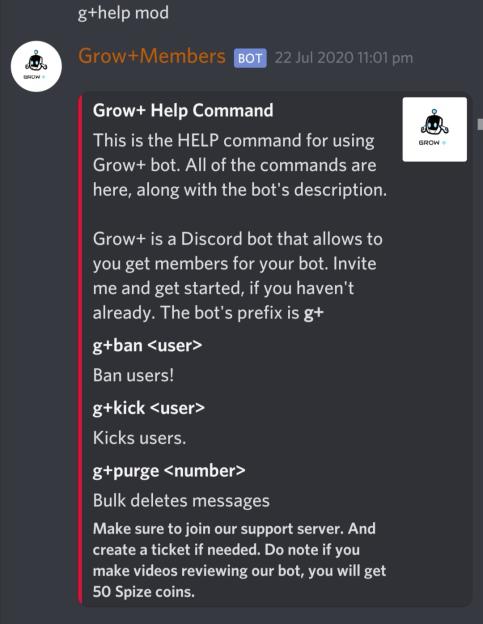 g+help mod
Grow+Members BOT 22 Jul 2020 11:01 pm
GROW +
Grow+ Help Command
This is the HELP command for using
Grow+ bot. All of the commands are
here, along with the bot's description.
GROW +
Grow+ is a Discord bot that allows to
you get members for your bot. Invite
me and get started, if you haven't
already. The bot's prefix is g+
g+ban <user>
Ban users!
g+kick <user>
Kicks users.
g+purge <number>
Bulk deletes messages
Make sure to join our support server. And
create a ticket if needed. Do note if you
make videos reviewing our bot, you will get
50 Spize coins.